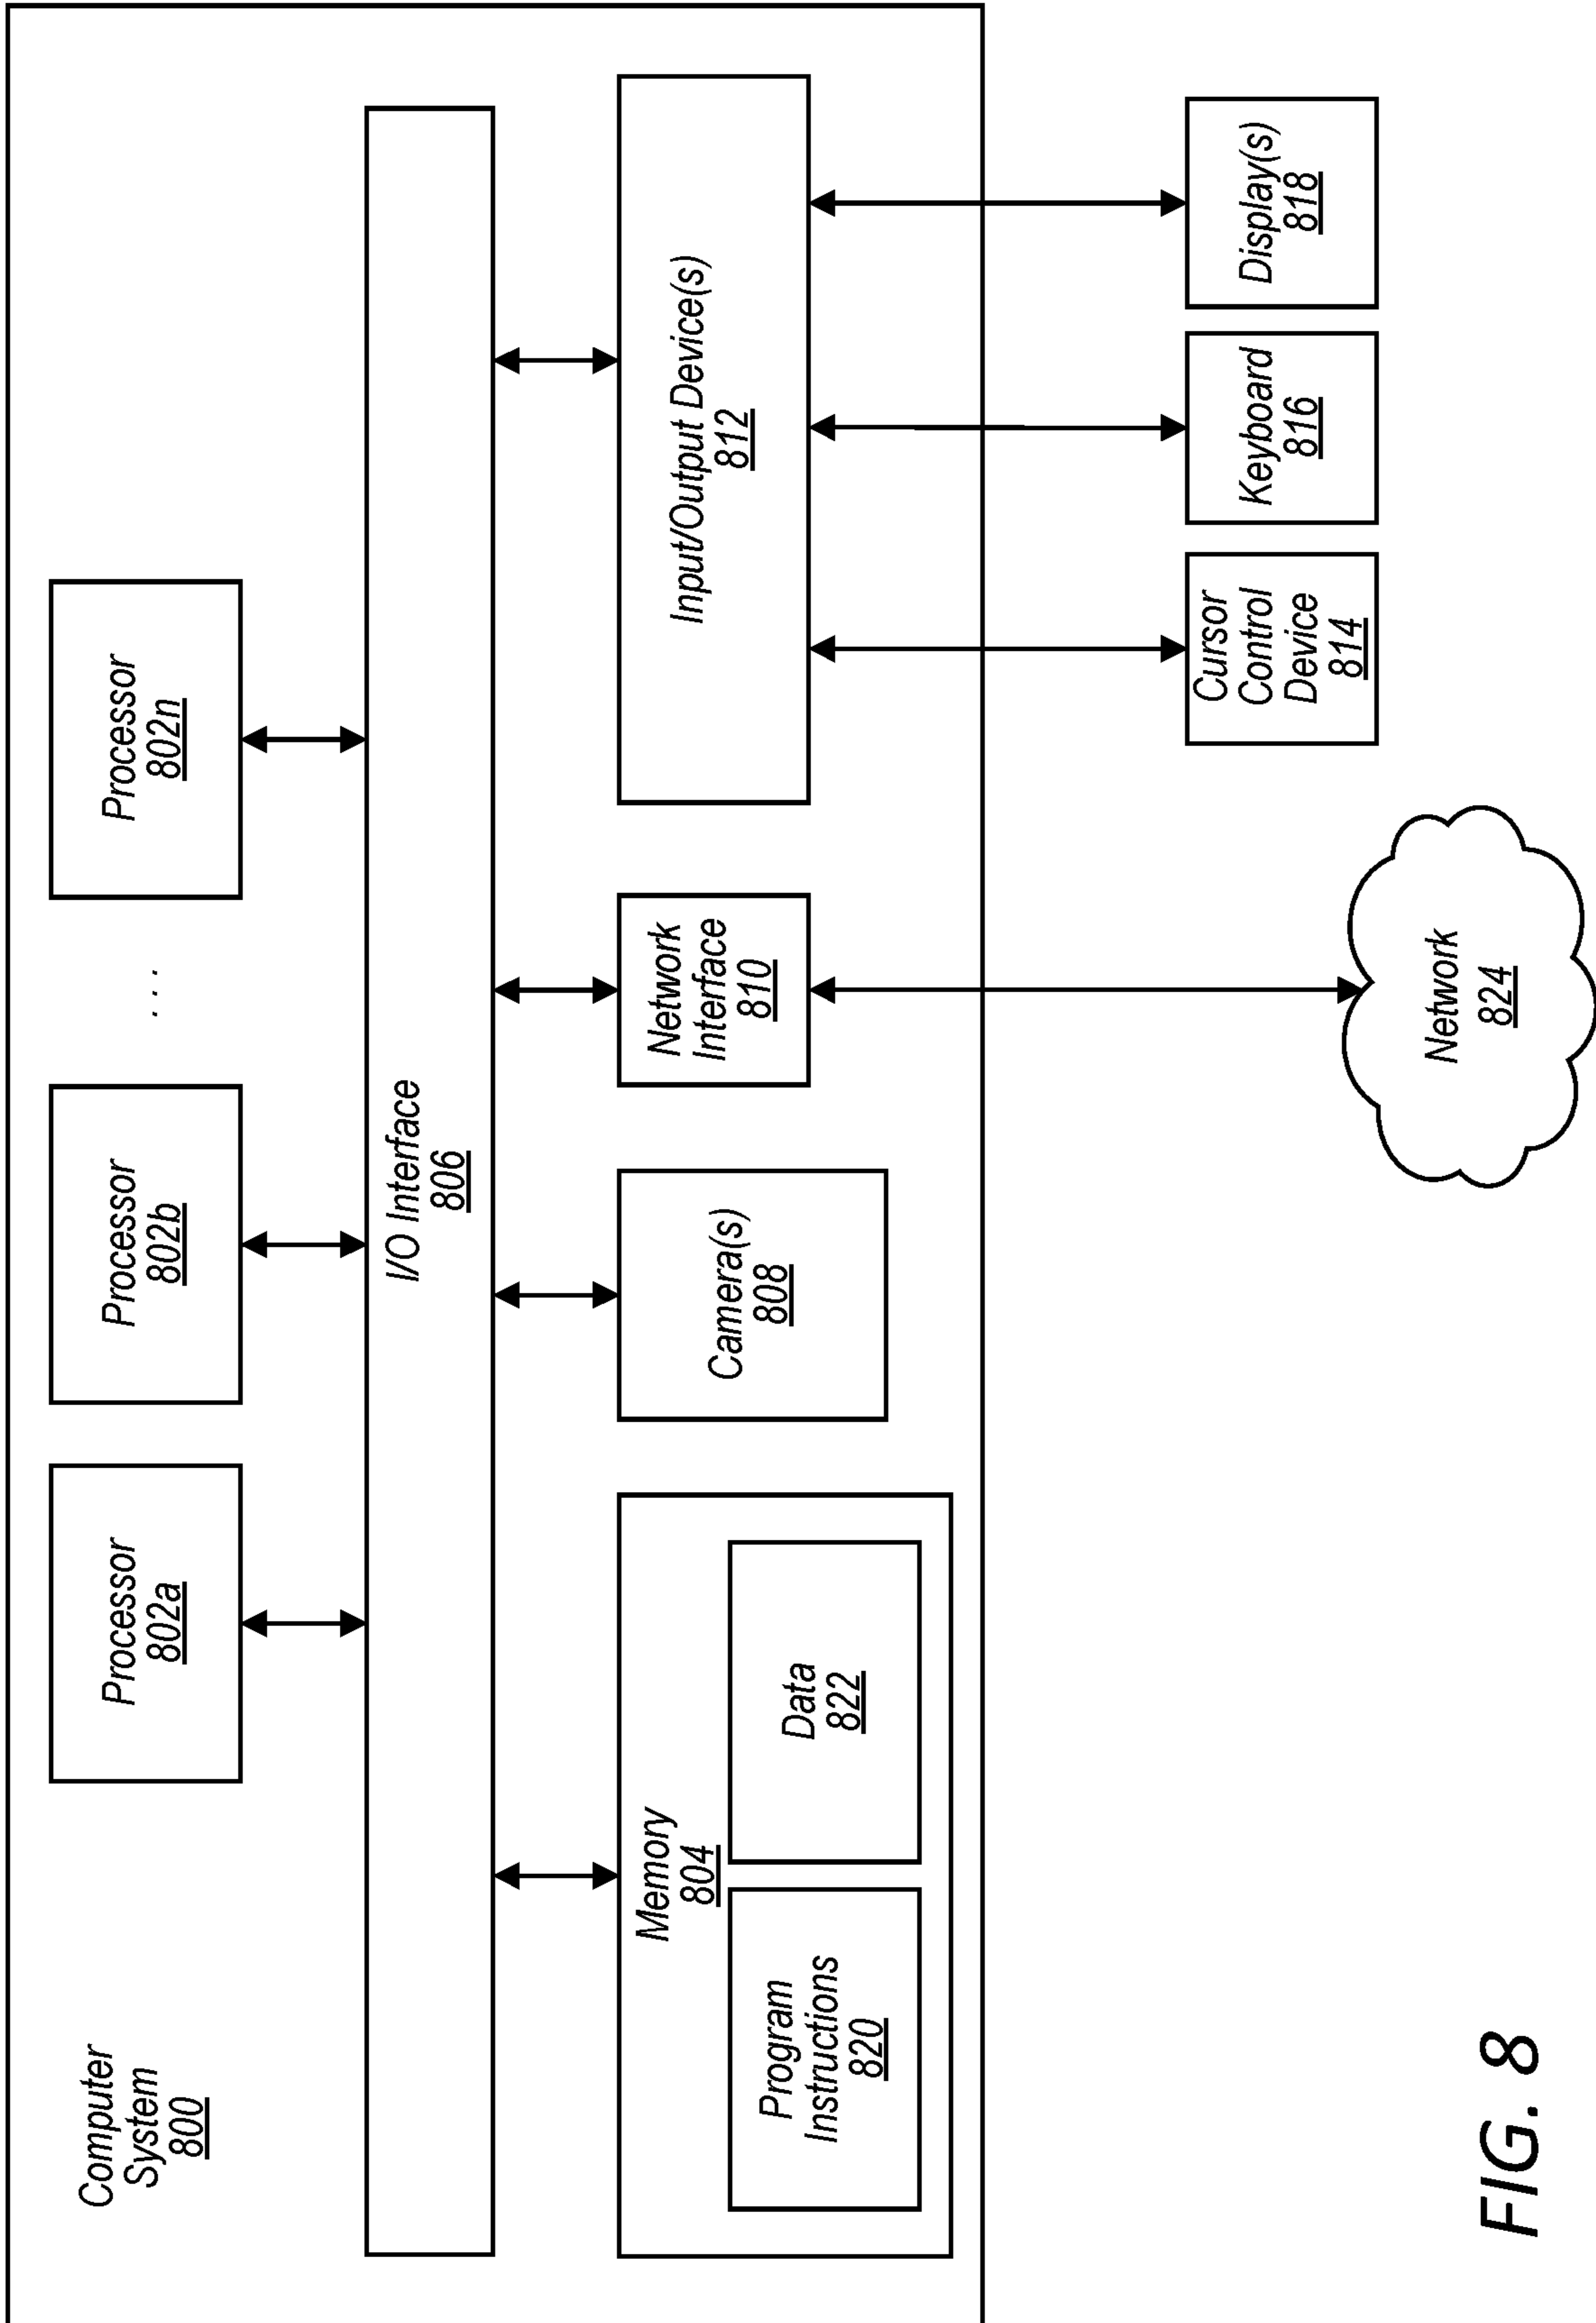 Computer
System
800
Processor
802a
Processor
802b
. . .
Processor
802n
I/O Interface
806
Memory
804
Program
Instructions
820
Data
822
Camera(s)
808
Network
Interface
810
Input/Output Device(s)
812
Network
824
Cursor
Control
Device
814
Keyboard
816
Display(s)
818
FIG. 8